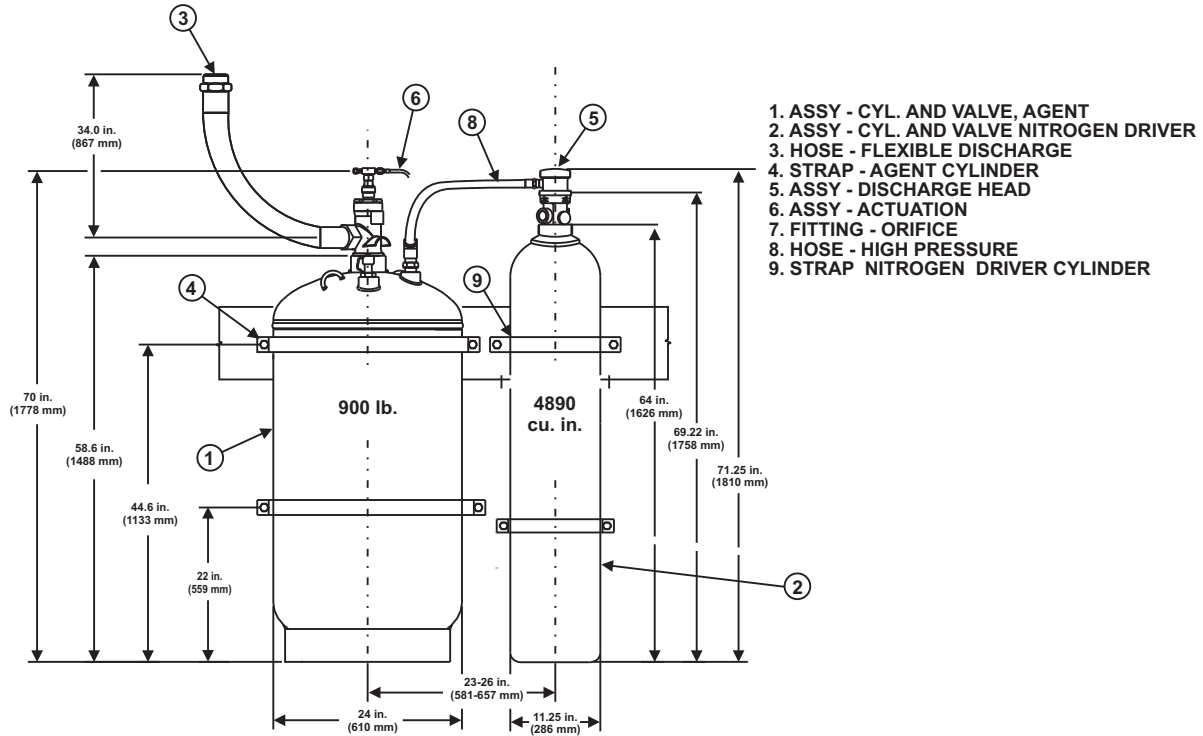 3
6
8
5
34.0 in.
(867 mm)
1. ASSY - CYL. AND VALVE, AGENT
2. ASSY - CYL. AND VALVE NITROGEN DRIVER
3. HOSE - FLEXIBLE DISCHARGE
4. STRAP - AGENT CYLINDER
5. ASSY - DISCHARGE HEAD
6. ASSY - ACTUATION
7. FITTING - ORIFICE
8. HOSE - HIGH PRESSURE
9. STRAP NITROGEN DRIVER CYLINDER
4
9
70 in.
(1778 mm)
900 lb.
4890
cu. in.
64 in.
(1626 mm)
58.6 in.
(1488 mm)
1
69.22 in.
(1758 mm)
71.25 in.
(1810 mm)
44.6 in.
(1133 mm)
22 in.
(559 mm)
2
23-26 in.
(581-657 mm)
24 in.
(610 mm)
11.25 in.
(286 mm)